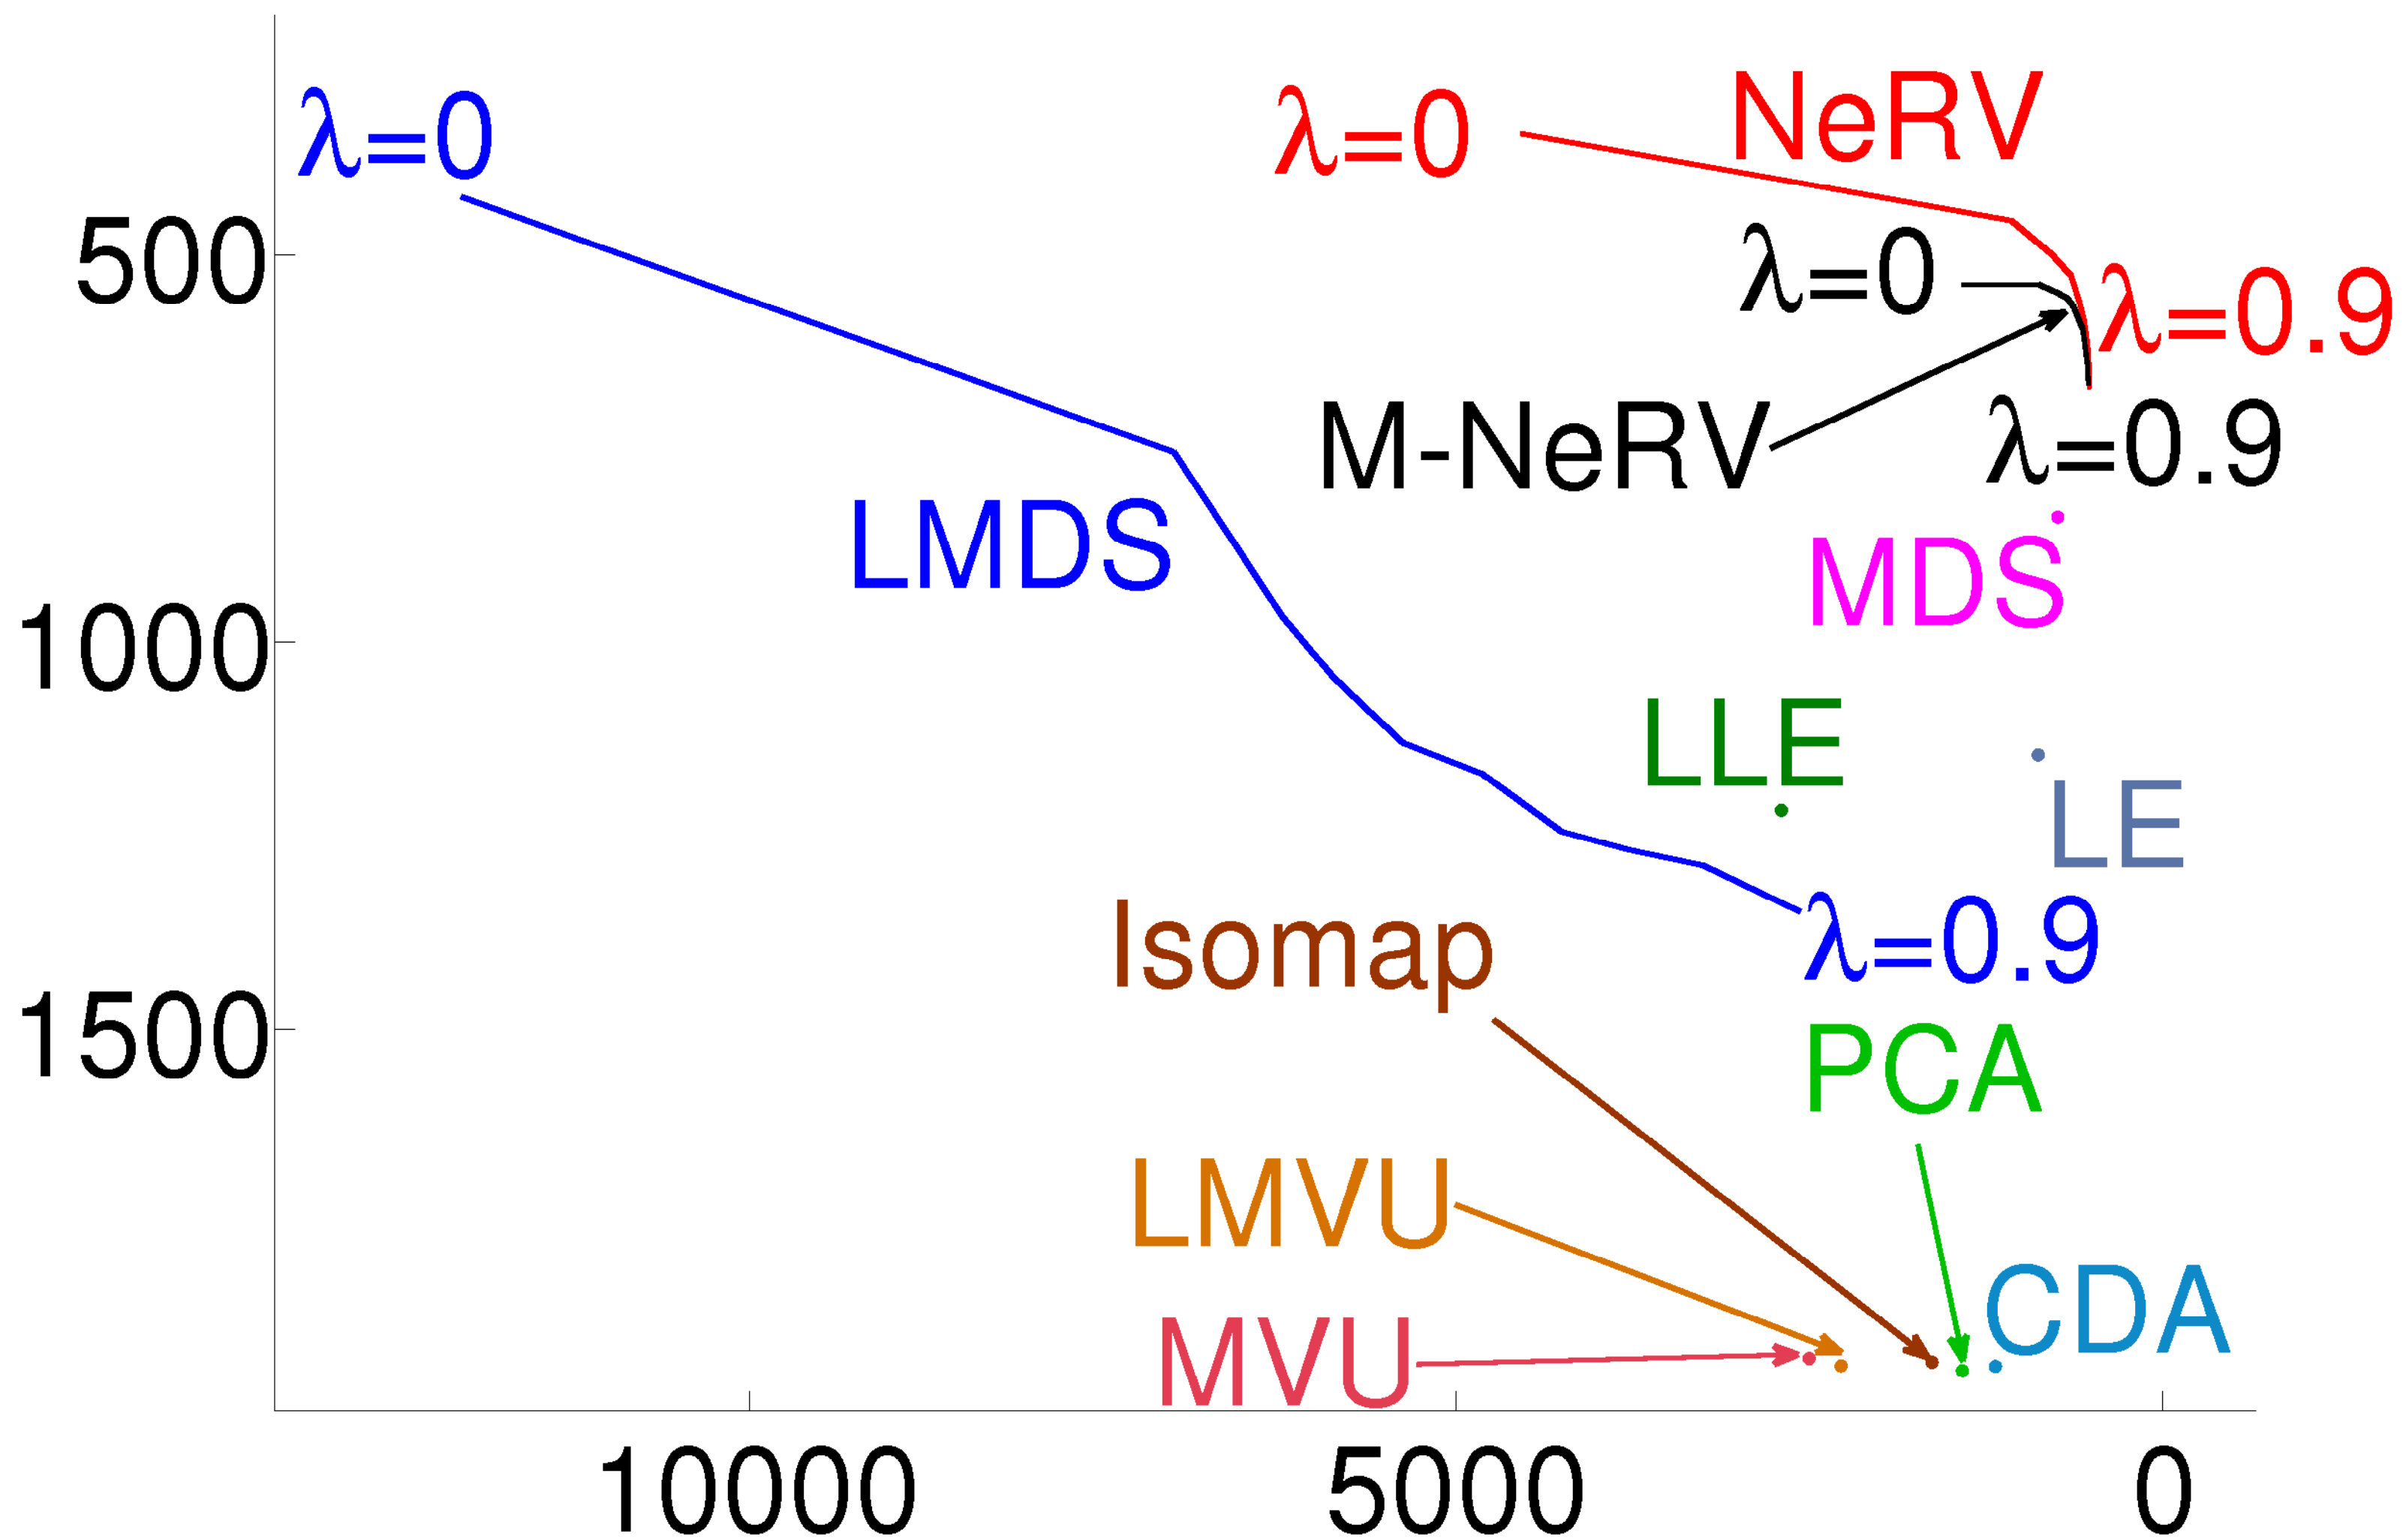 λ=0
λ=0
NeRV
500
λ=0
λ=0.9
M-NeRV
λ=0.9
LMDS
MDS
1000
LLE
LE
Isomap
λ=0.9
1500
PCA
LMVU
CDA
MVU
10000
5000
0